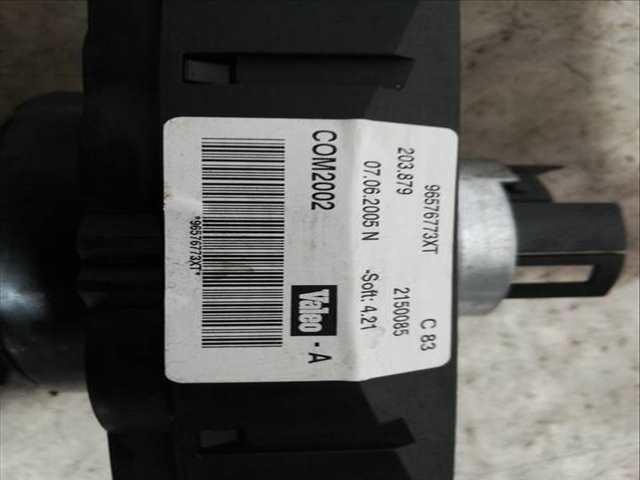 96576773XT C 83
203.879 2150085
07.06.2005 N -Soft: 4.21
COM2002 Valeo - A
*96576773XT*